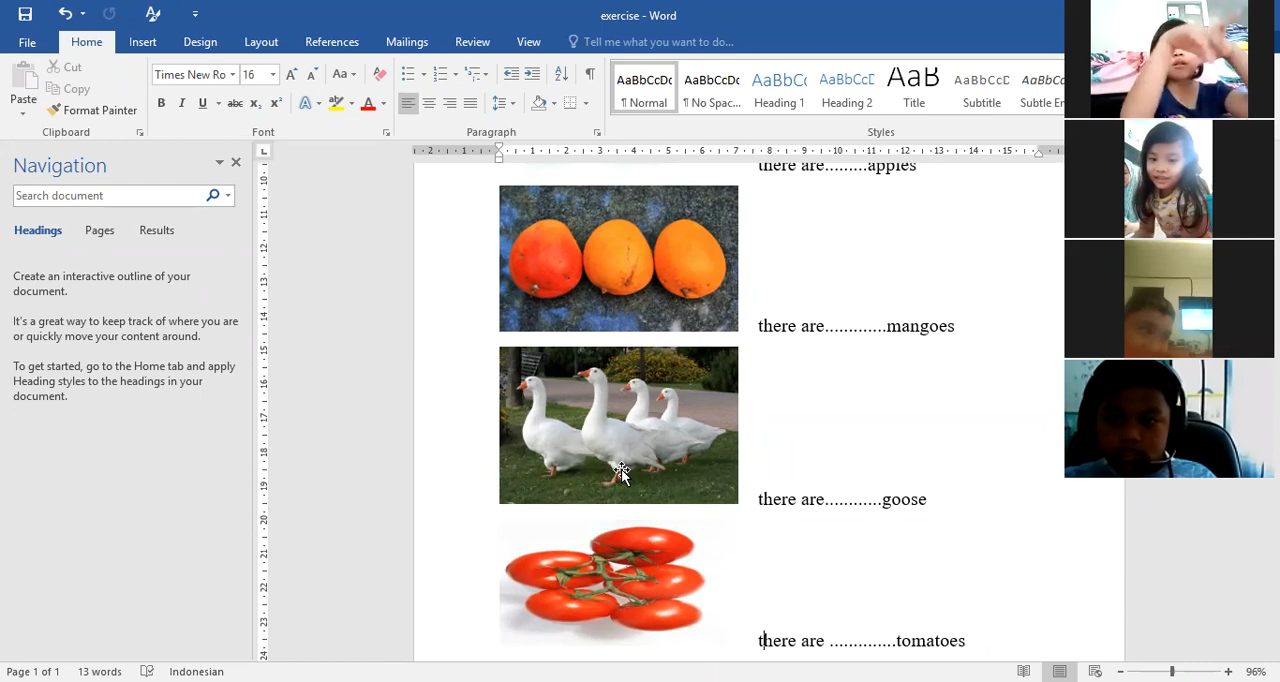 exercise - Word
File
Home
Insert
Design
Layout
References
Mailings
Review
View
Tell me what you want to do...
Paste
Cut
Copy
Format Painter
Clipboard
Times New Ro
16
Font
Paragraph
AaBbCcDc
¶ Normal
AaBbCcDc
¶ No Spac...
AaBbC
Heading 1
AaBbCcE
Heading 2
AaB
Title
AaBbCcD
Subtitle
AaBbCcD
Subtle En
Styles
Navigation
Search document
Headings
Pages
Results
Create an interactive outline of your
document.
It's a great way to keep track of where you are
or quickly move your content around.
To get started, go to the Home tab and apply
Heading styles to the headings in your
document.
there are.........apples
there are............mangoes
there are...........goose
there are .............tomatoes
Page 1 of 1
13 words
Indonesian
96%